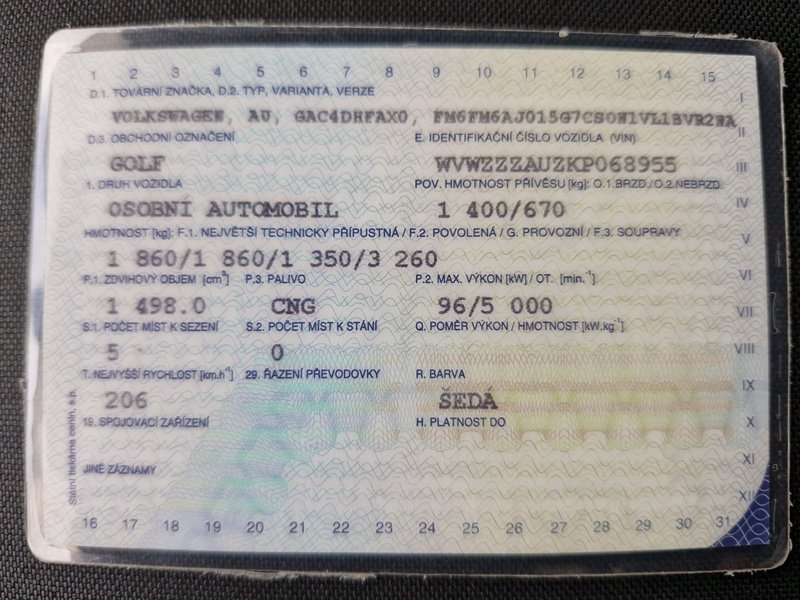 1 2 3 4 5 6 7 8 9 10 11 12 13 14 15
D.1. TOVÁRNÍ ZNAČKA, D.2. TYP, VARIANTA, VERZE
I
VOLKSWAGEN, AU, GAC4DHFAX0, FM6FM6AJ015G7CSON1VL1BVR2NA
II
D.3. OBCHODNÍ OZNAČENÍ E. IDENTIFIKAČNÍ ČÍSLO VOZIDLA (VIN)
GOLF WVWZZZAUZKP068955
III
1. DRUH VOZIDLA POV. HMOTNOST PŘÍVĚSU [kg]: O.1.BRZD./O.2.NEBRZD.
OSOBNÍ AUTOMOBIL 1 400/670
IV
HMOTNOST [kg]: F.1. NEJVĚTŠÍ TECHNICKY PŘÍPUSTNÁ / F.2. POVOLENÁ / G. PROVOZNÍ / F.3. SOUPRAVY
V
1 860/1 860/1 350/3 260
P.1. ZDVIHOVÝ OBJEM [cm³] P.3. PALIVO P.2. MAX. VÝKON [kW] / OT. [min.⁻¹]
VI
1 498.0 CNG 96/5 000
VII
S.1. POČET MÍST K SEZENÍ S.2. POČET MÍST K STÁNÍ Q. POMĚR VÝKON / HMOTNOST [kW.kg⁻¹]
5 0
VIII
T. NEJVYŠŠÍ RYCHLOST [km.h⁻¹] 29. ŘAZENÍ PŘEVODOVKY R. BARVA
IX
206 ŠEDÁ
19. SPOJOVACÍ ZAŘÍZENÍ H. PLATNOST DO
X
XI
JINÉ ZÁZNAMY
XII
16 17 18 19 20 21 22 23 24 25 26 27 28 29 30 31
Státní tiskárna cenin, s.p.